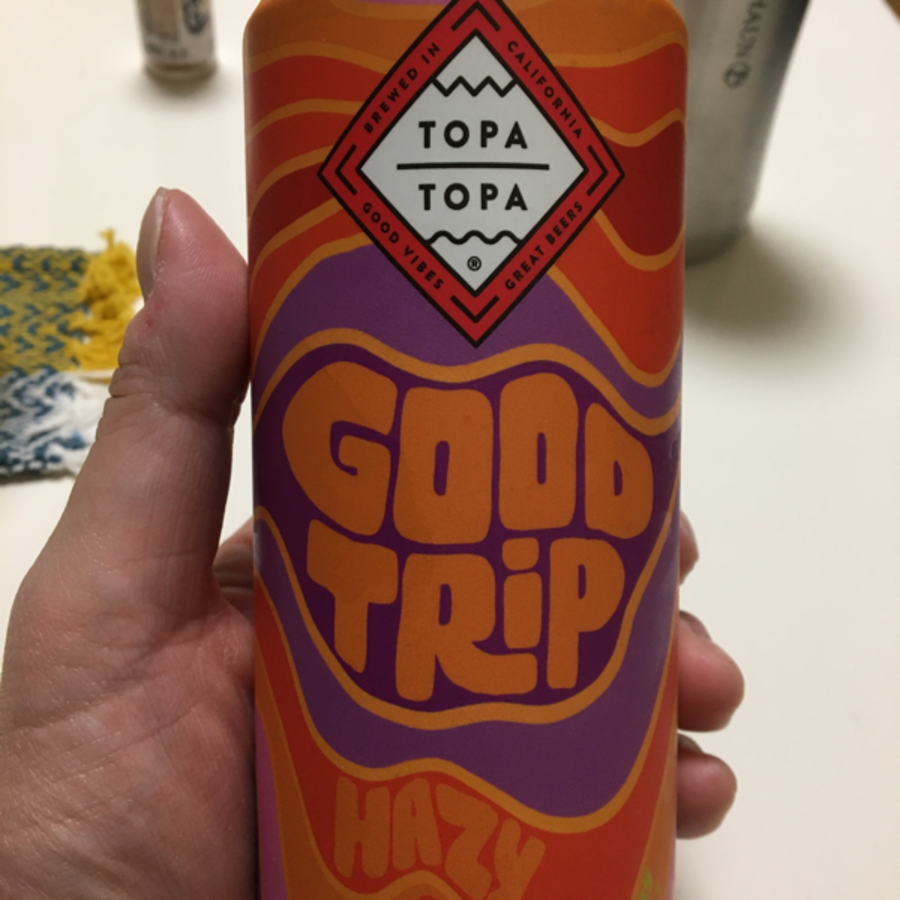 BREWED IN
CALIFORNIA
TOPA
TOPA
GOOD VIBES
GREAT BEERS
®
GOOD
TRiP
HAZY